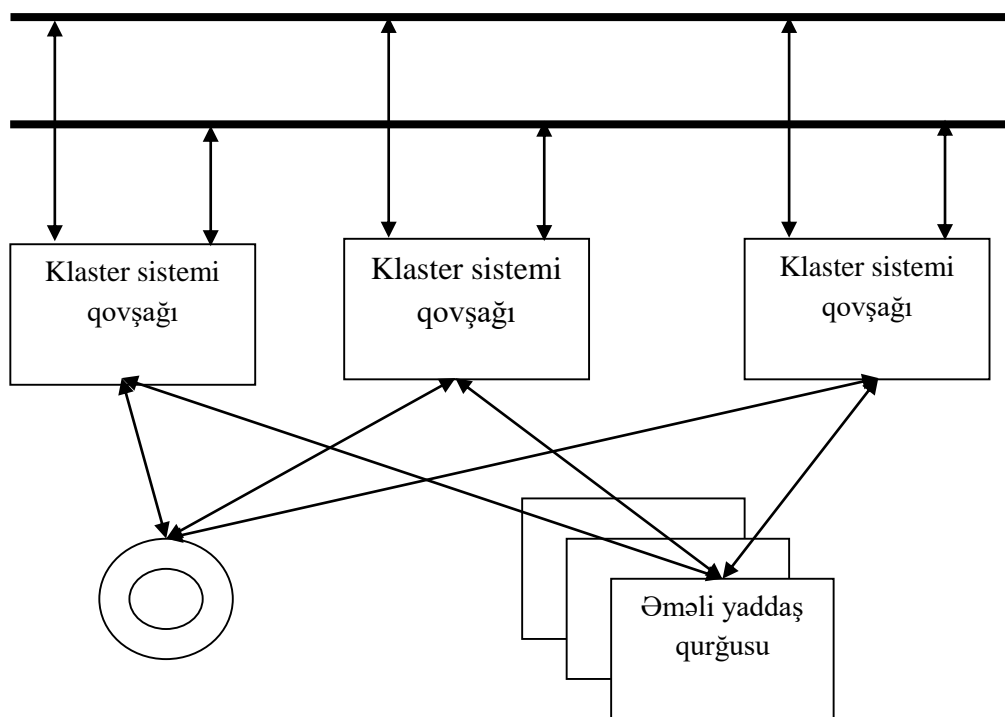 Klaster sistemi
qovşağı
Klaster sistemi
qovşağı
Klaster sistemi
qovşağı
Əməli yaddaş
qurğusu